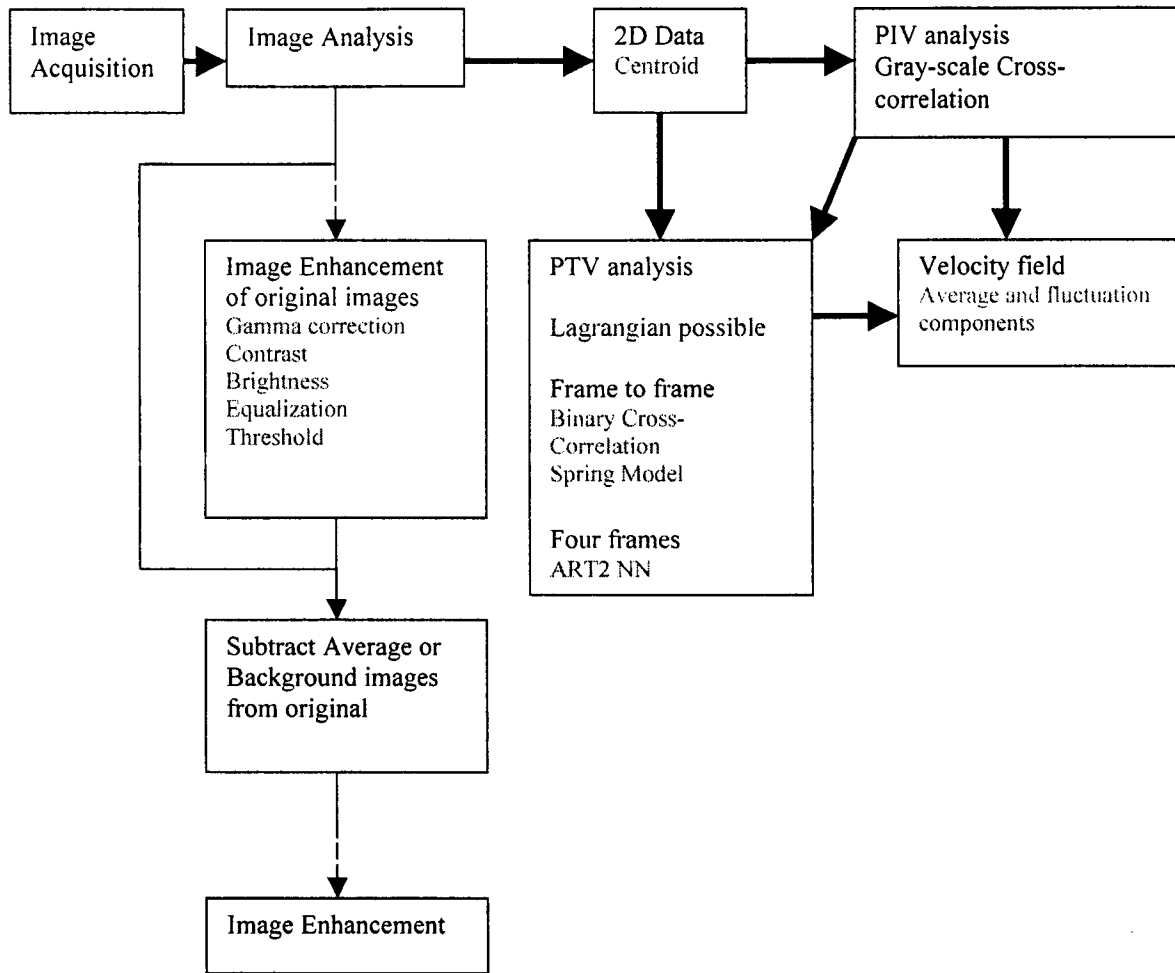 Image
Acquisition
Image Analysis
2D Data
Centroid
PIV analysis
Gray-scale Cross-
correlation
Image Enhancement
of original images
Gamma correction
Contrast
Brightness
Equalization
Threshold
PTV analysis
Lagrangian possible
Frame to frame
Binary Cross-
Correlation
Spring Model
Four frames
ART2 NN
Velocity field
Average and fluctuation
components
Subtract Average or
Background images
from original
Image Enhancement